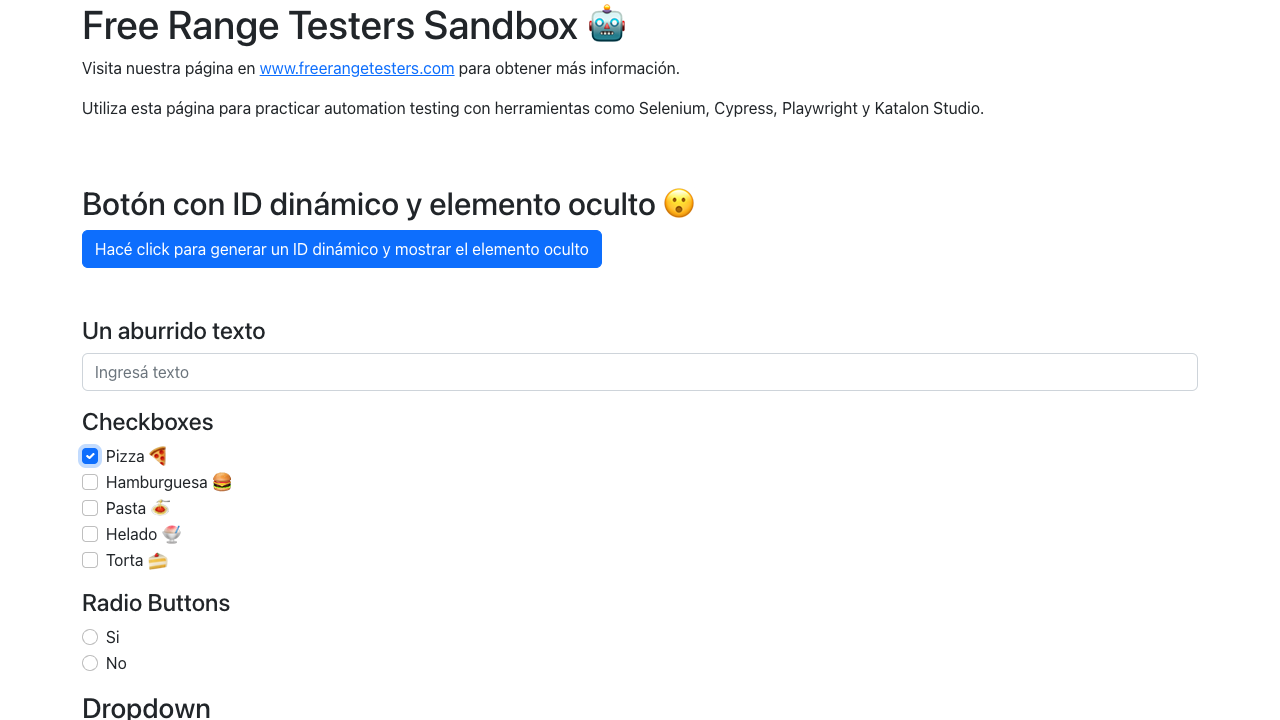 Free Range Testers Sandbox 🤖
Visita nuestra página en www.freerangetesters.com para obtener más información.
Utiliza esta página para practicar automation testing con herramientas como Selenium, Cypress, Playwright y Katalon Studio.
Botón con ID dinámico y elemento oculto 😮
Hacé click para generar un ID dinámico y mostrar el elemento oculto
Un aburrido texto
Ingresá texto
Checkboxes
Pizza 🍕
Hamburguesa 🍔
Pasta 🍝
Helado 🍧
Torta 🍰
Radio Buttons
Si
No
Dropdown